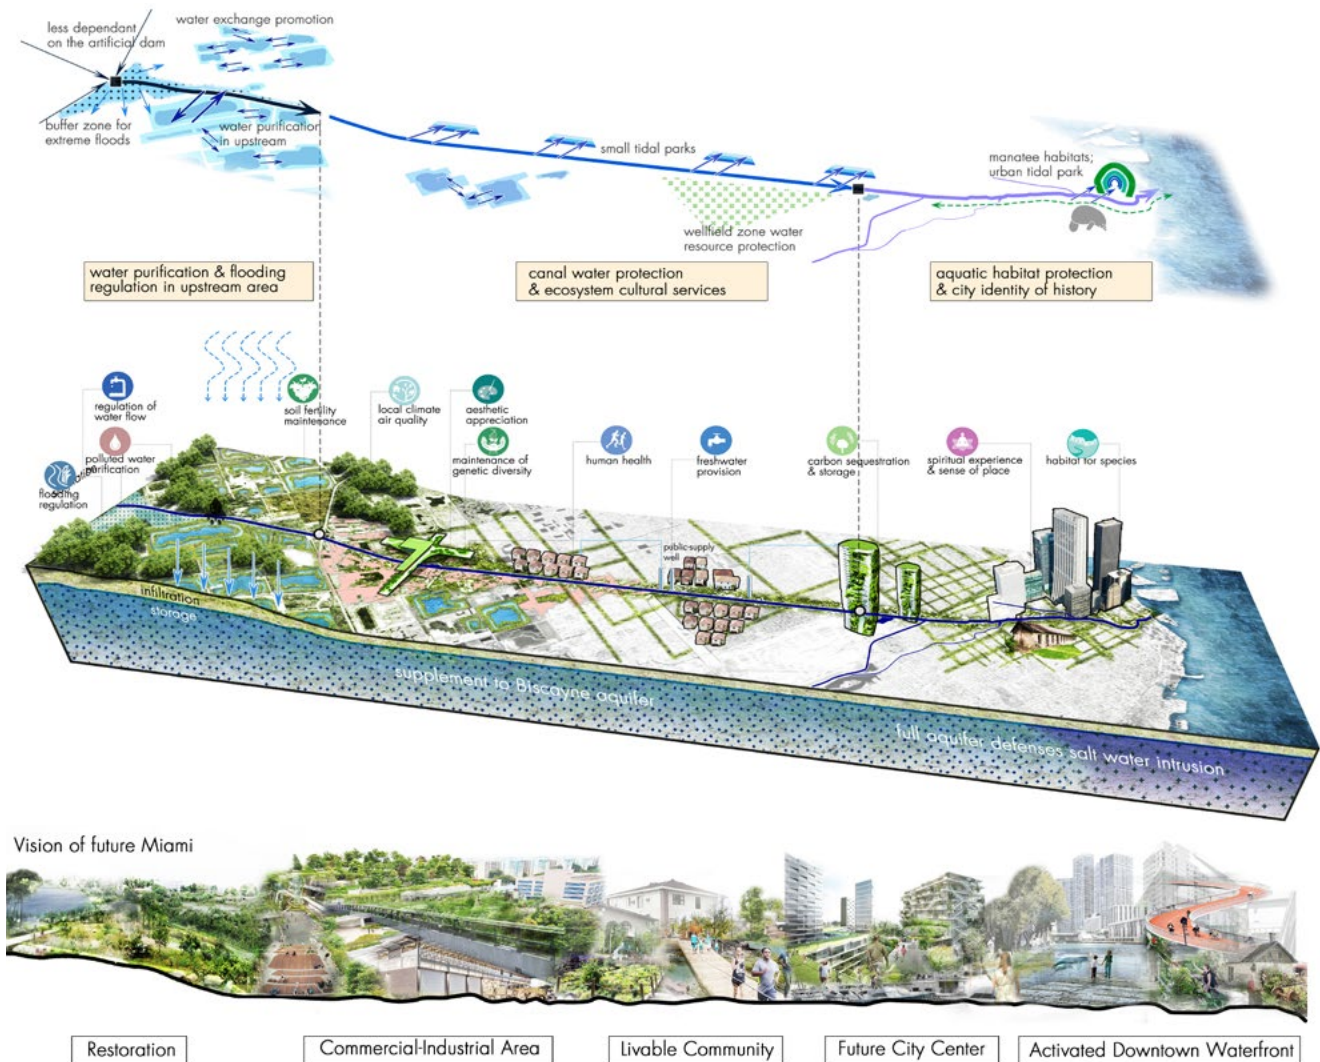 less dependant
on the artificial dam
water exchange promotion
buffer zone for
extreme floods
water purification
in upstream
small tidal parks
manatee habitats;
urban tidal park
wellfield zone water
resource protection
water purification & flooding
regulation in upstream area
canal water protection
& ecosystem cultural services
aquatic habitat protection
& city identity of history
regulation of
water flow
soil fertility
maintenance
local climate
air quality
aesthetic
appreciation
polluted water
purification
maintenance of
genetic diversity
human health
freshwater
provision
carbon sequestration
& storage
spiritual experience
& sense of place
habitat for species
flooding
regulation
public-supply
well
infiltration
storage
supplement to Biscayne aquifer
full aquifer defenses salt water intrusion
Vision of future Miami
Restoration
Commercial-Industrial Area
Livable Community
Future City Center
Activated Downtown Waterfront